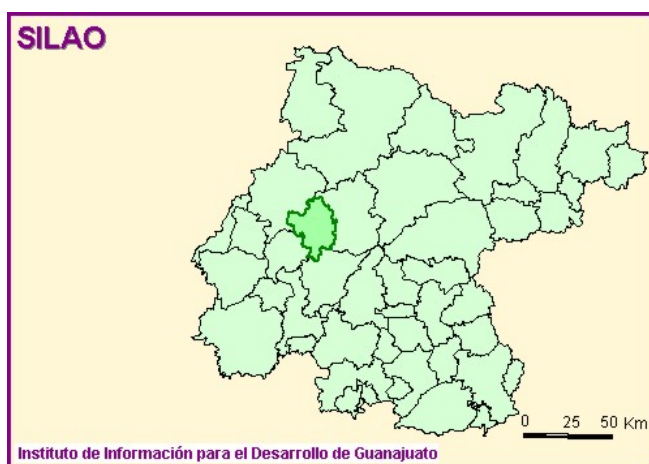 SILAO
0 25 50 Km
Instituto de Información para el Desarrollo de Guanajuato